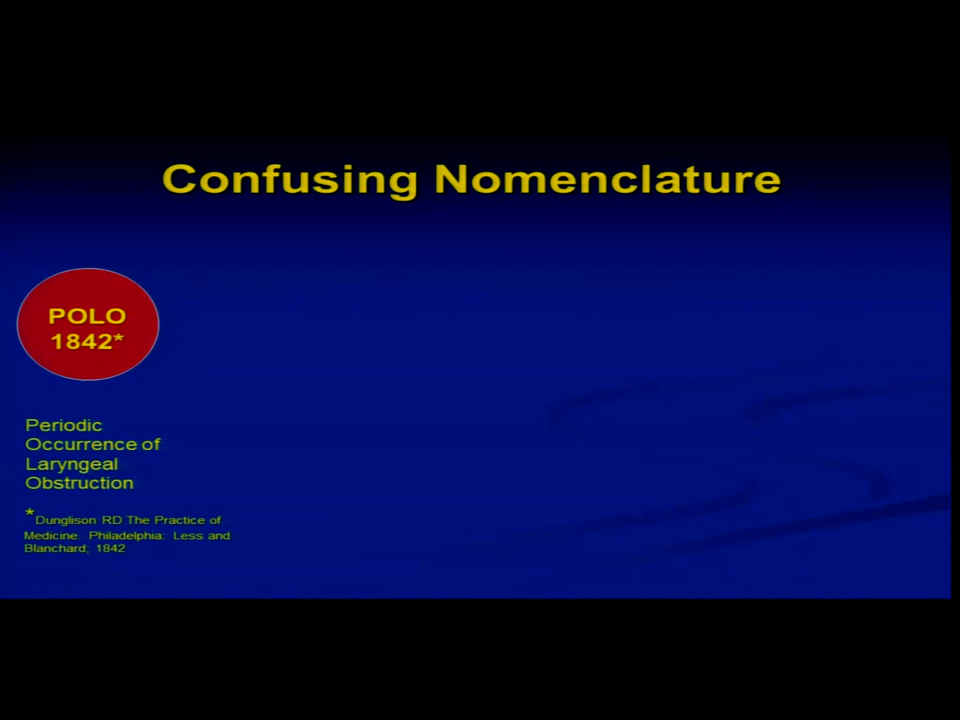 Confusing Nomenclature
POLO
1842*
Periodic
Occurrence of
Laryngeal
Obstruction
*Dunglison RD The Practice of
Medicine. Philadelphia: Less and
Blanchard; 1842